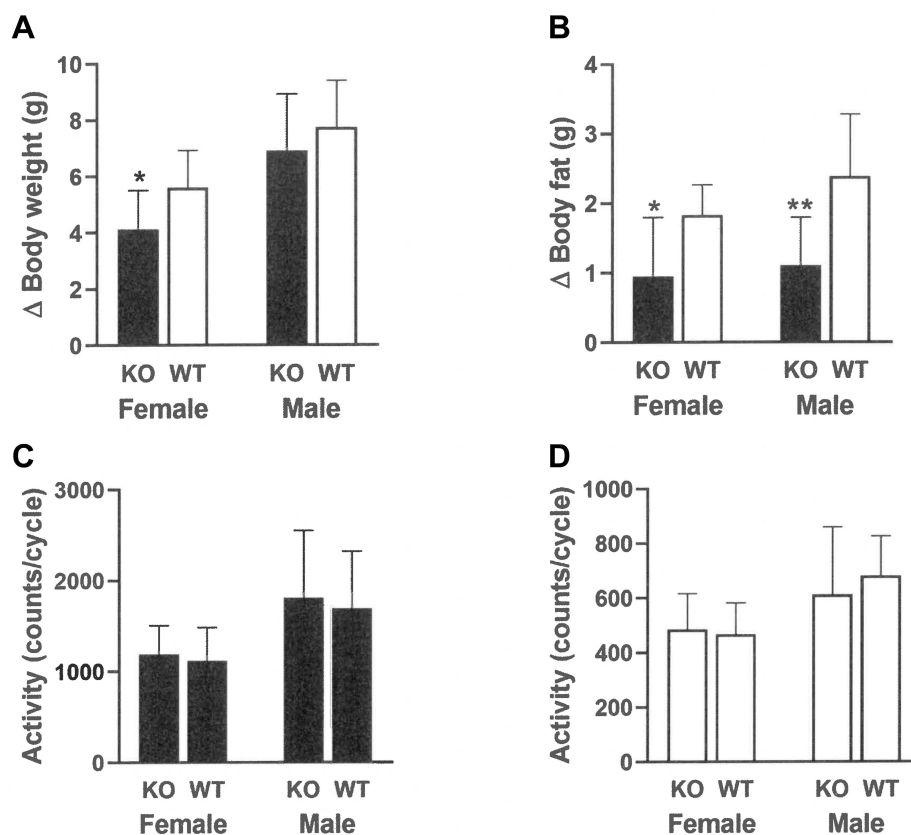 A
Δ Body weight (g)
10
8
6
4
2
0
*
KO WT KO WT
Female Male
B
Δ Body fat (g)
4
3
2
1
0
* **
KO WT KO WT
Female Male
C
Activity (counts/cycle)
3000
2000
1000
0
KO WT KO WT
Female Male
D
Activity (counts/cycle)
1000
800
600
400
200
0
KO WT KO WT
Female Male